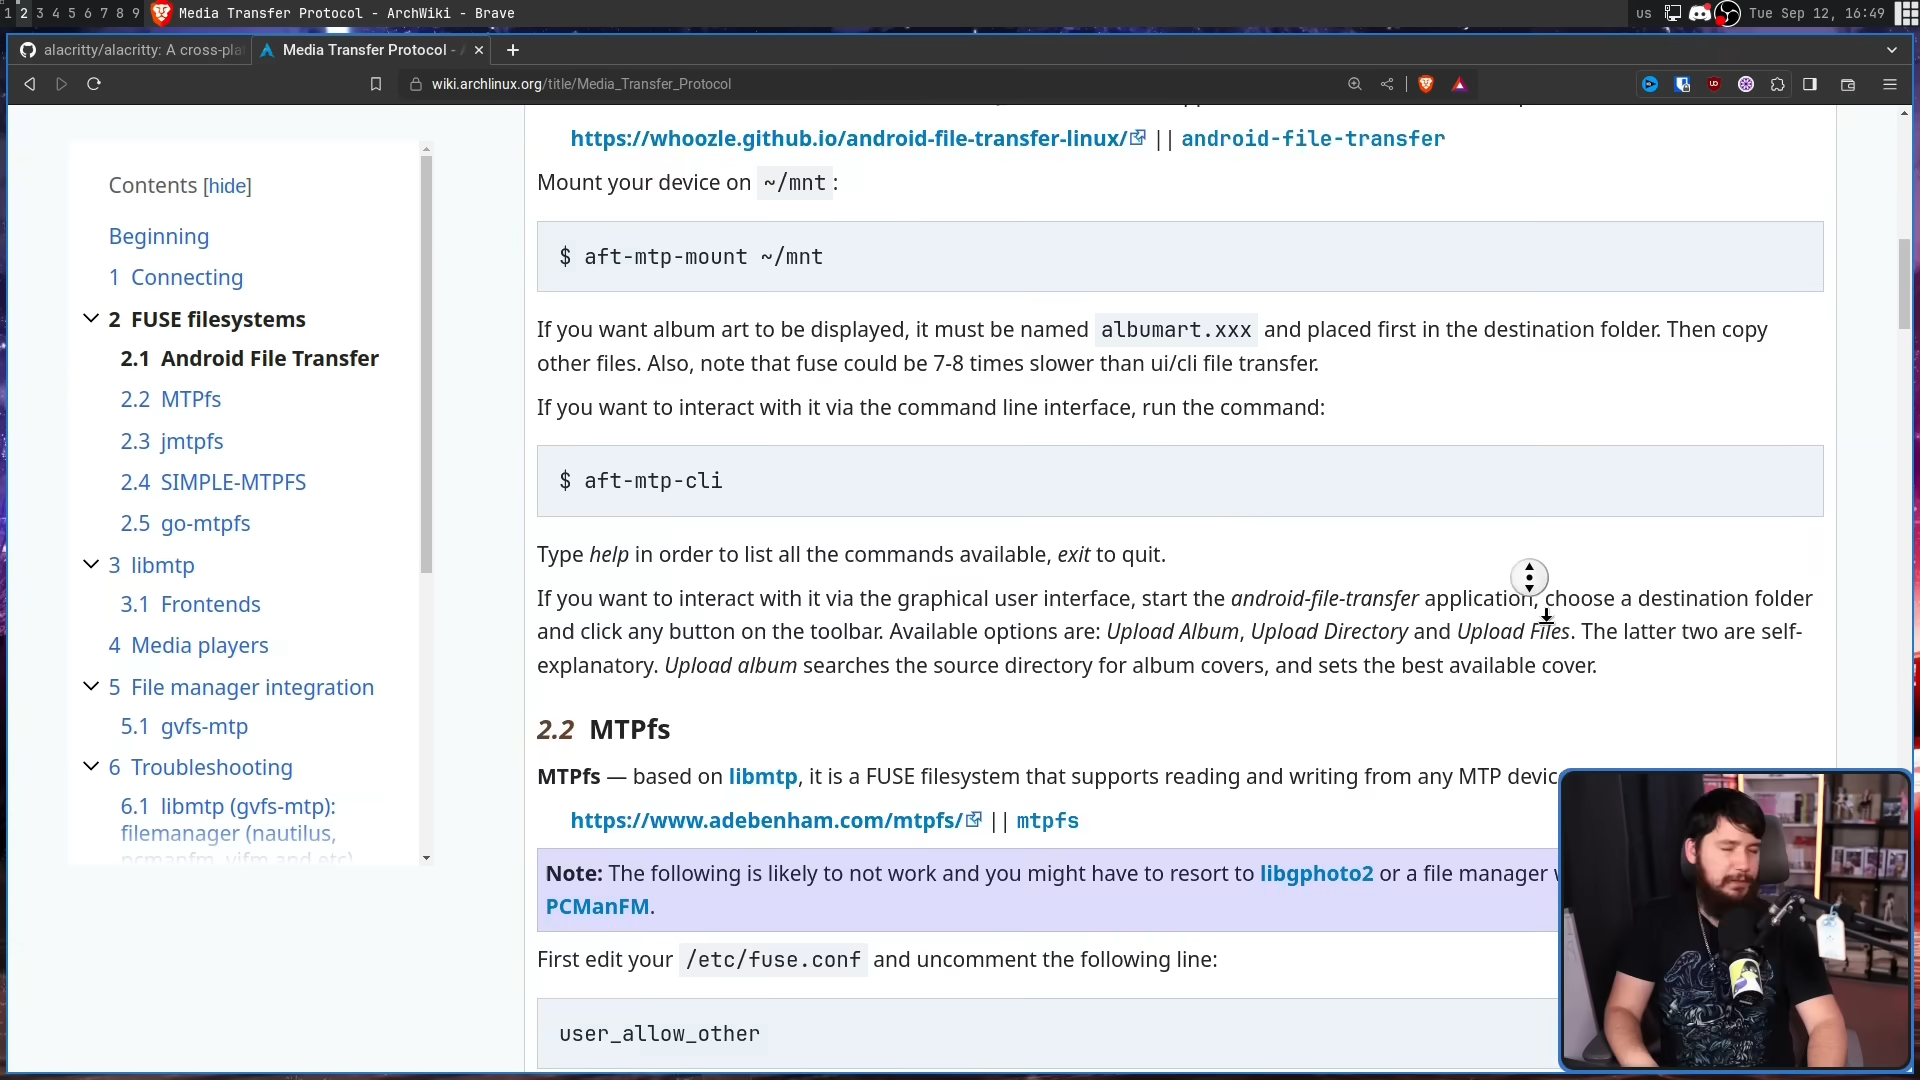 1 2 3 4 5 6 7 8 9 Media Transfer Protocol - ArchWiki - Brave us Tue Sep 12, 16:49
alacritty/alacritty: A cross-pla Media Transfer Protocol -
wiki.archlinux.org/title/Media_Transfer_Protocol
Contents [hide]
Beginning
1 Connecting
2 FUSE filesystems
2.1 Android File Transfer
2.2 MTPfs
2.3 jmtpfs
2.4 SIMPLE-MTPFS
2.5 go-mtpfs
3 libmtp
3.1 Frontends
4 Media players
5 File manager integration
5.1 gvfs-mtp
6 Troubleshooting
6.1 libmtp (gvfs-mtp):
filemanager (nautilus,
pcmanfm, vifm and etc)
https://whoozle.github.io/android-file-transfer-linux/ || android-file-transfer
Mount your device on ~/mnt :
$ aft-mtp-mount ~/mnt
If you want album art to be displayed, it must be named albumart.xxx and placed first in the destination folder. Then copy
other files. Also, note that fuse could be 7-8 times slower than ui/cli file transfer.
If you want to interact with it via the command line interface, run the command:
$ aft-mtp-cli
Type help in order to list all the commands available, exit to quit.
If you want to interact with it via the graphical user interface, start the android-file-transfer application, choose a destination folder
and click any button on the toolbar. Available options are: Upload Album, Upload Directory and Upload Files. The latter two are self-
explanatory. Upload album searches the source directory for album covers, and sets the best available cover.
2.2 MTPfs
MTPfs — based on libmtp, it is a FUSE filesystem that supports reading and writing from any MTP devic
https://www.adebenham.com/mtpfs/ || mtpfs
Note: The following is likely to not work and you might have to resort to libgphoto2 or a file manager
PCManFM.
First edit your /etc/fuse.conf and uncomment the following line:
user_allow_other